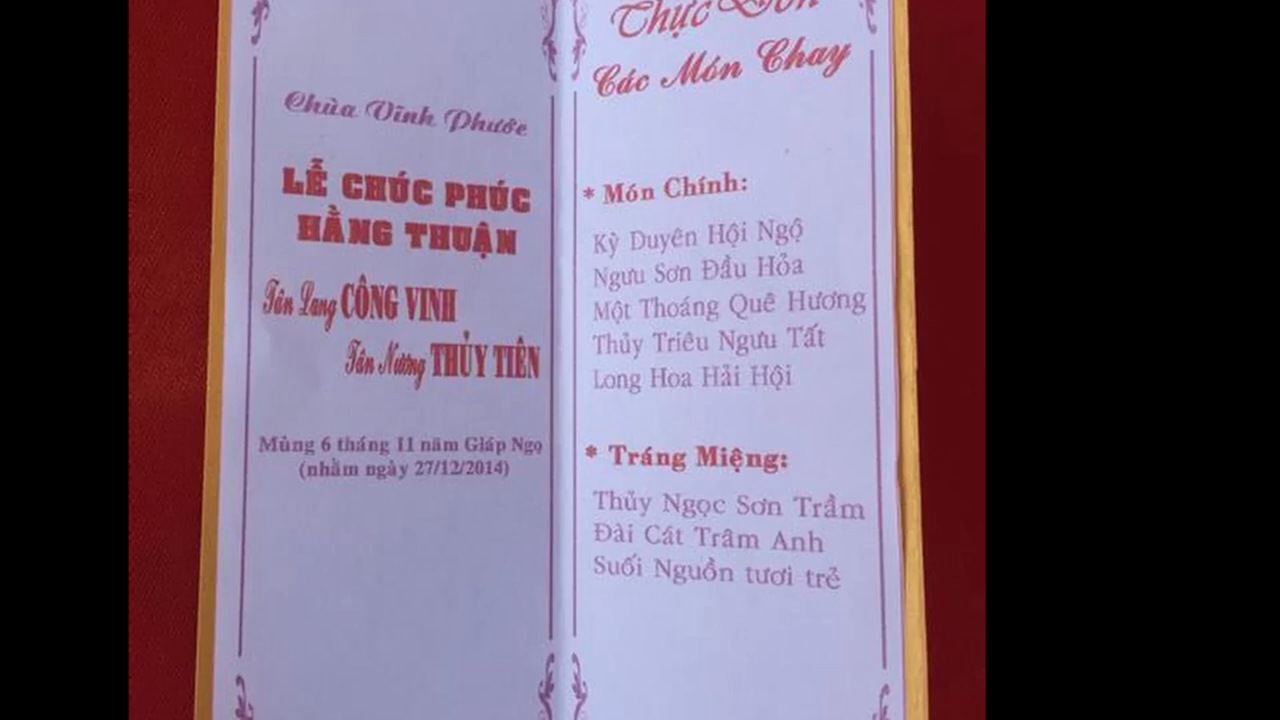 Chùa Vĩnh Phước
LỄ CHÚC PHÚC
HẰNG THUẬN
Tân Lang CÔNG VINH
Tân Nương THỦY TIÊN
Mùng 6 tháng 11 năm Giáp Ngọ
(nhằm ngày 27/12/2014)
Thực Đơn
Các Món Chay
* Món Chính:
Kỳ Duyên Hội Ngộ
Ngưu Sơn Đầu Hỏa
Một Thoáng Quê Hương
Thủy Triêu Ngưu Tất
Long Hoa Hải Hội
* Tráng Miệng:
Thủy Ngọc Sơn Trầm
Đài Cát Trâm Anh
Suối Nguồn tươi trẻ